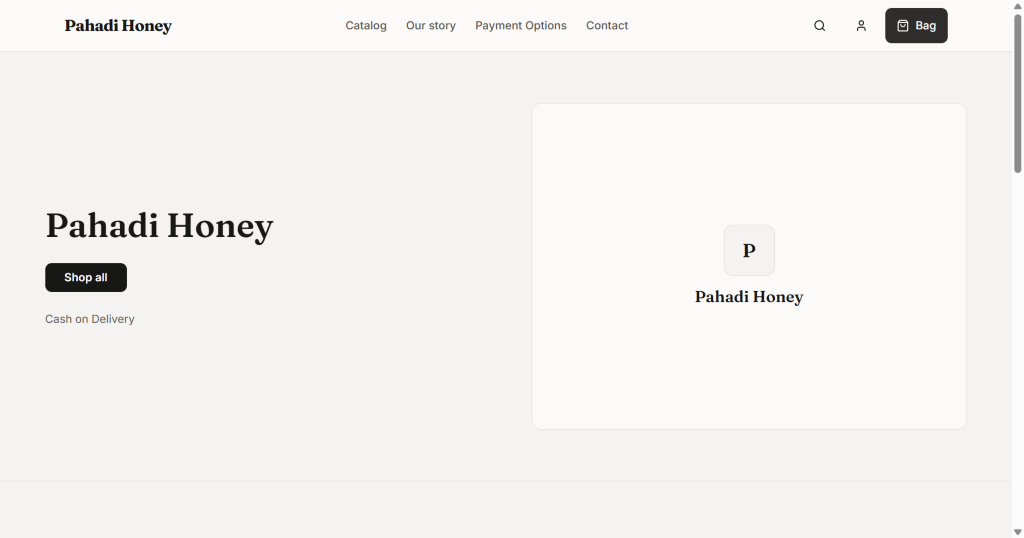 Pahadi Honey
Catalog Our story Payment Options Contact
Bag
Pahadi Honey
Shop all
Cash on Delivery
P
Pahadi Honey